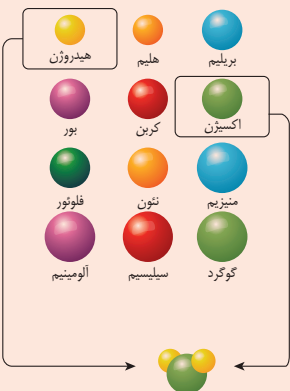 هیدروژن هلیم بریلیم
بور کربن اکسیژن
فلوئور نئون منیزیم
آلومینیم سیلیسیم گوگرد